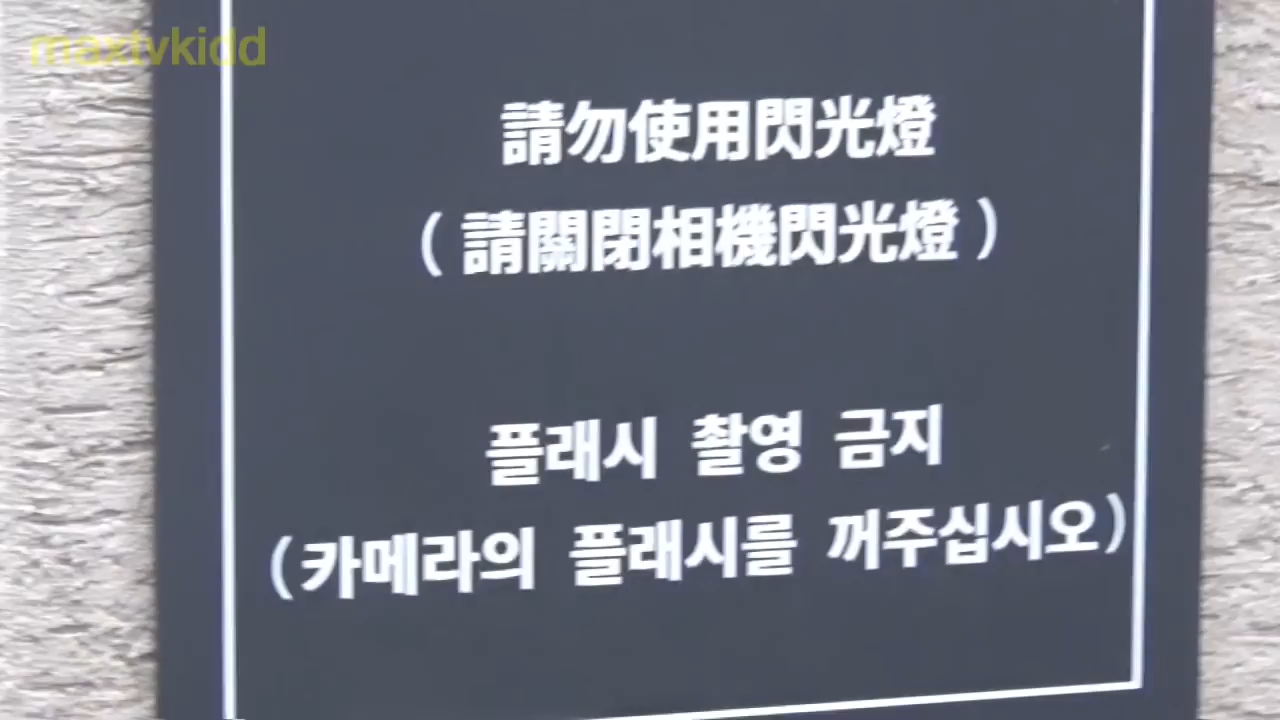 maxtvkidd
請勿使用閃光燈
(請關閉相機閃光燈)
플래시 촬영 금지
(카메라의 플래시를 꺼주십시오)